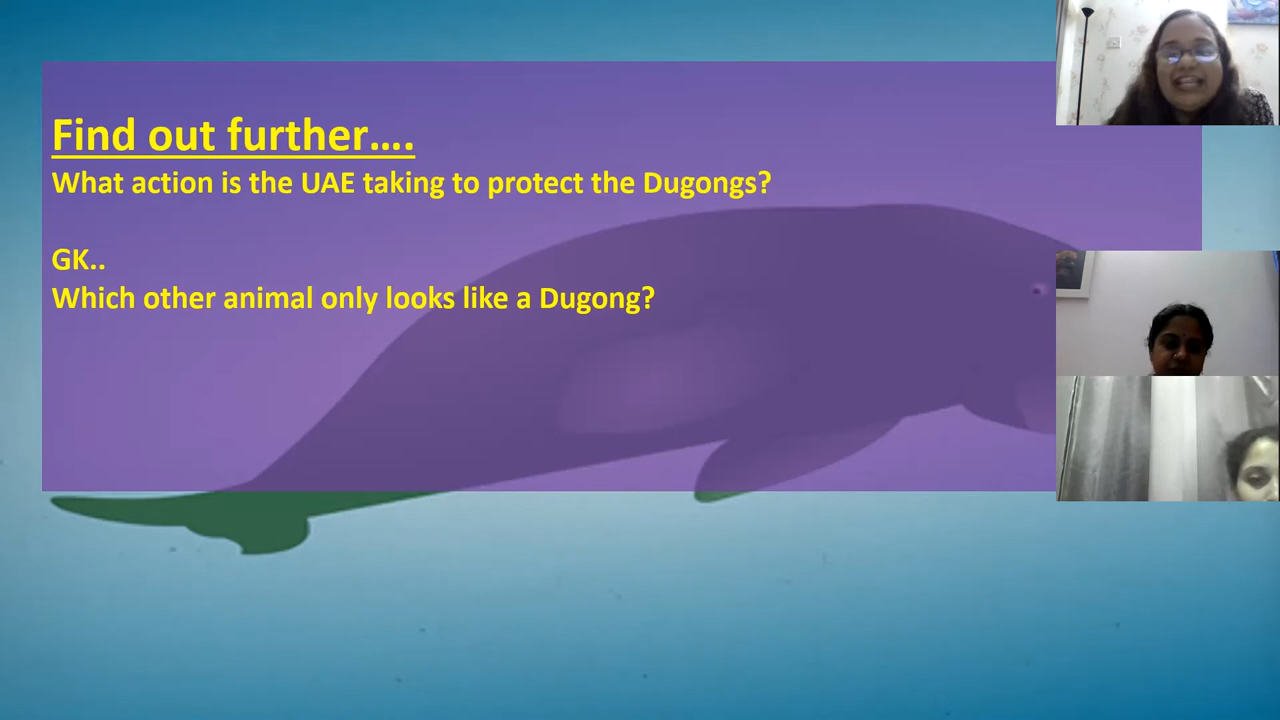 Find out further....
What action is the UAE taking to protect the Dugongs?
GK..
Which other animal only looks like a Dugong?